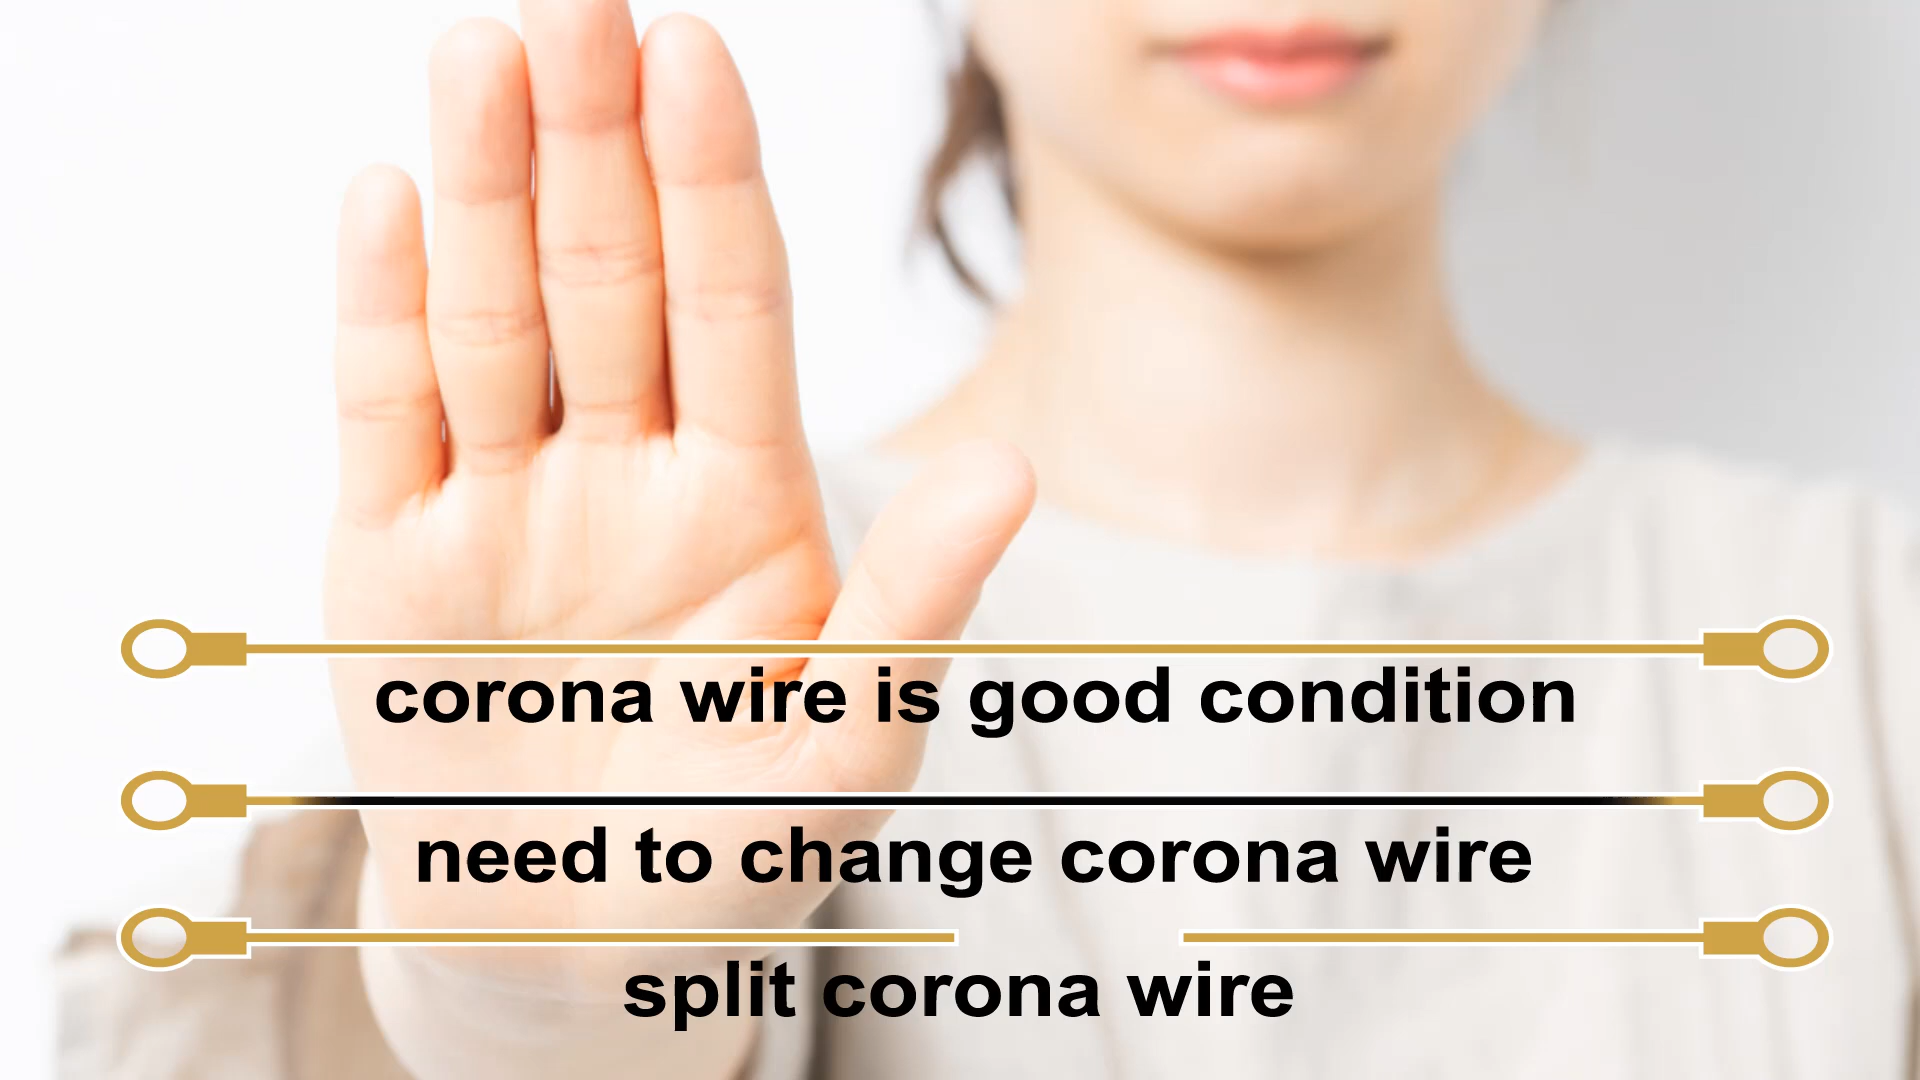 corona wire is good condition
need to change corona wire
split corona wire